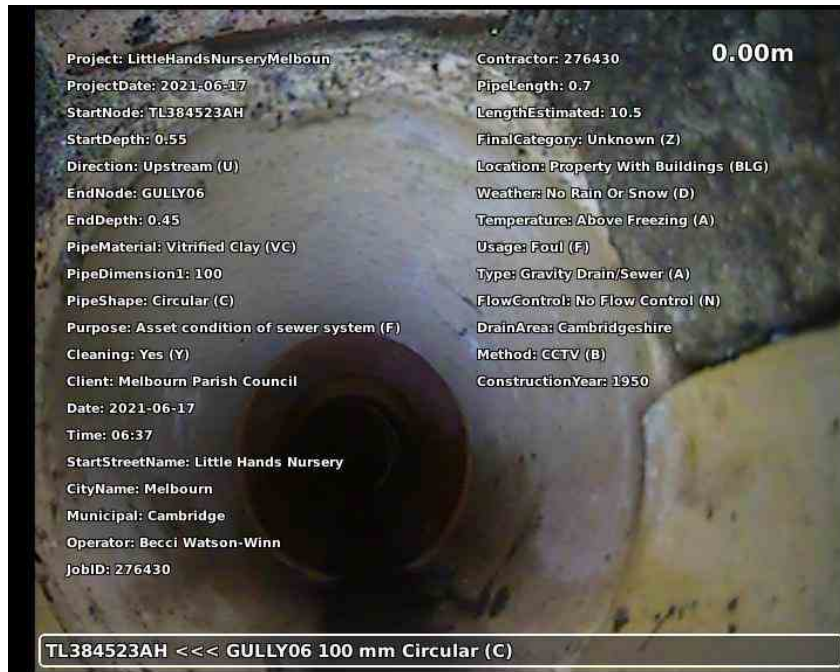 Project: LittleHandsNurseryMelboun
ProjectDate: 2021-06-17
StartNode: TL384523AH
StartDepth: 0.55
Direction: Upstream (U)
EndNode: GULLY06
EndDepth: 0.45
PipeMaterial: Vitrified Clay (VC)
PipeDimension1: 100
PipeShape: Circular (C)
Purpose: Asset condition of sewer system (F)
Cleaning: Yes (Y)
Client: Melbourn Parish Council
Date: 2021-06-17
Time: 06:37
StartStreetName: Little Hands Nursery
CityName: Melbourn
Municipal: Cambridge
Operator: Becci Watson-Winn
JobID: 276430
Contractor: 276430
PipeLength: 0.7
LengthEstimated: 10.5
FinalCategory: Unknown (Z)
Location: Property With Buildings (BLG)
Weather: No Rain Or Snow (D)
Temperature: Above Freezing (A)
Usage: Foul (F)
Type: Gravity Drain/Sewer (A)
FlowControl: No Flow Control (N)
DrainArea: Cambridgeshire
Method: CCTV (B)
ConstructionYear: 1950
0.00m
TL384523AH <<< GULLY06 100 mm Circular (C)